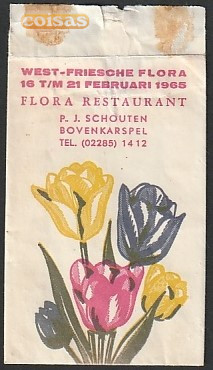 coisas
WEST-FRIESCHE FLORA
16 T/M 21 FEBRUARI 1965
FLORA RESTAURANT
P. J. SCHOUTEN
BOVENKARSPEL
TEL. (02285) 1412